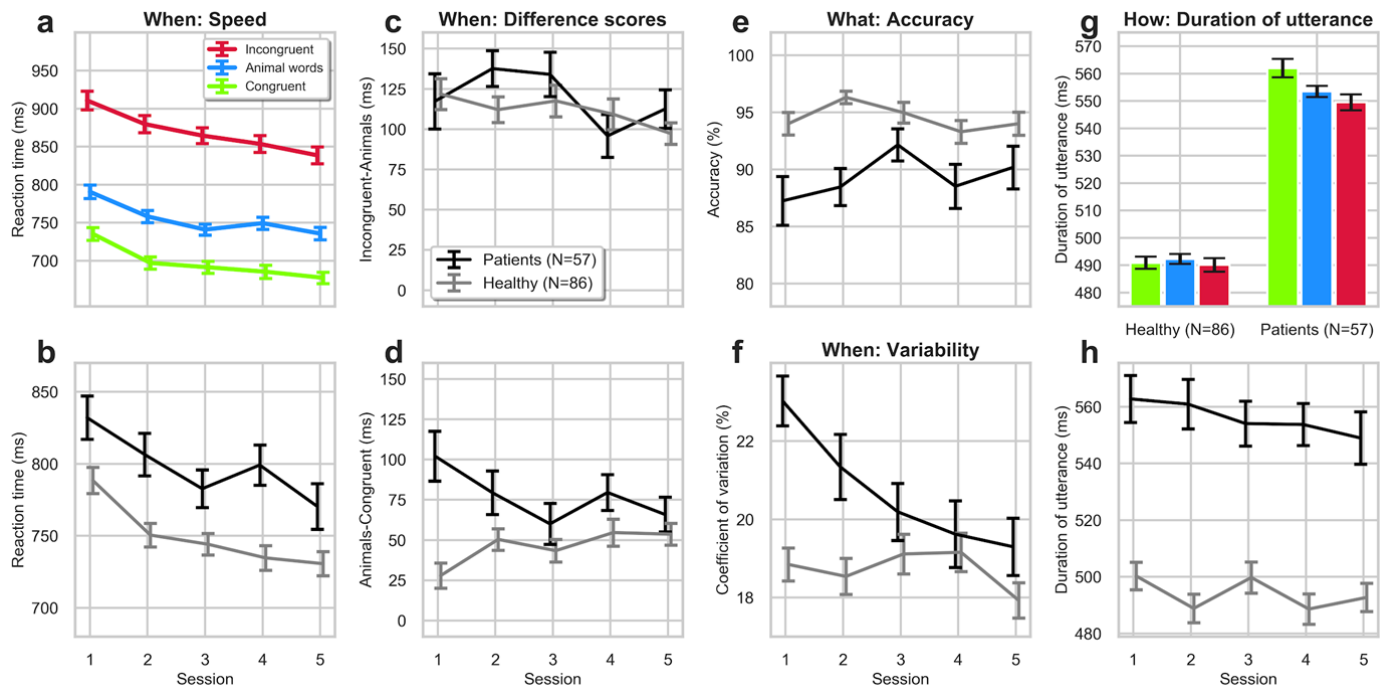 a
When: Speed
Reaction time (ms)
950
900
850
800
750
700
Incongruent
Animal words
Congruent
b
Reaction time (ms)
850
800
750
700
1 2 3 4 5
Session
c
When: Difference scores
Incongruent-Animals (ms)
150
125
100
75
50
25
0
Patients (N=57)
Healthy (N=86)
d
Animals-Congruent (ms)
150
125
100
75
50
25
0
1 2 3 4 5
Session
e
What: Accuracy
Accuracy (%)
100
95
90
85
80
f
When: Variability
Coefficient of variation (%)
22
20
18
1 2 3 4 5
Session
g
How: Duration of utterance
Duration of utterance (ms)
570
560
550
540
530
520
510
500
490
480
Healthy (N=86) Patients (N=57)
h
Duration of utterance (ms)
560
540
520
500
480
1 2 3 4 5
Session